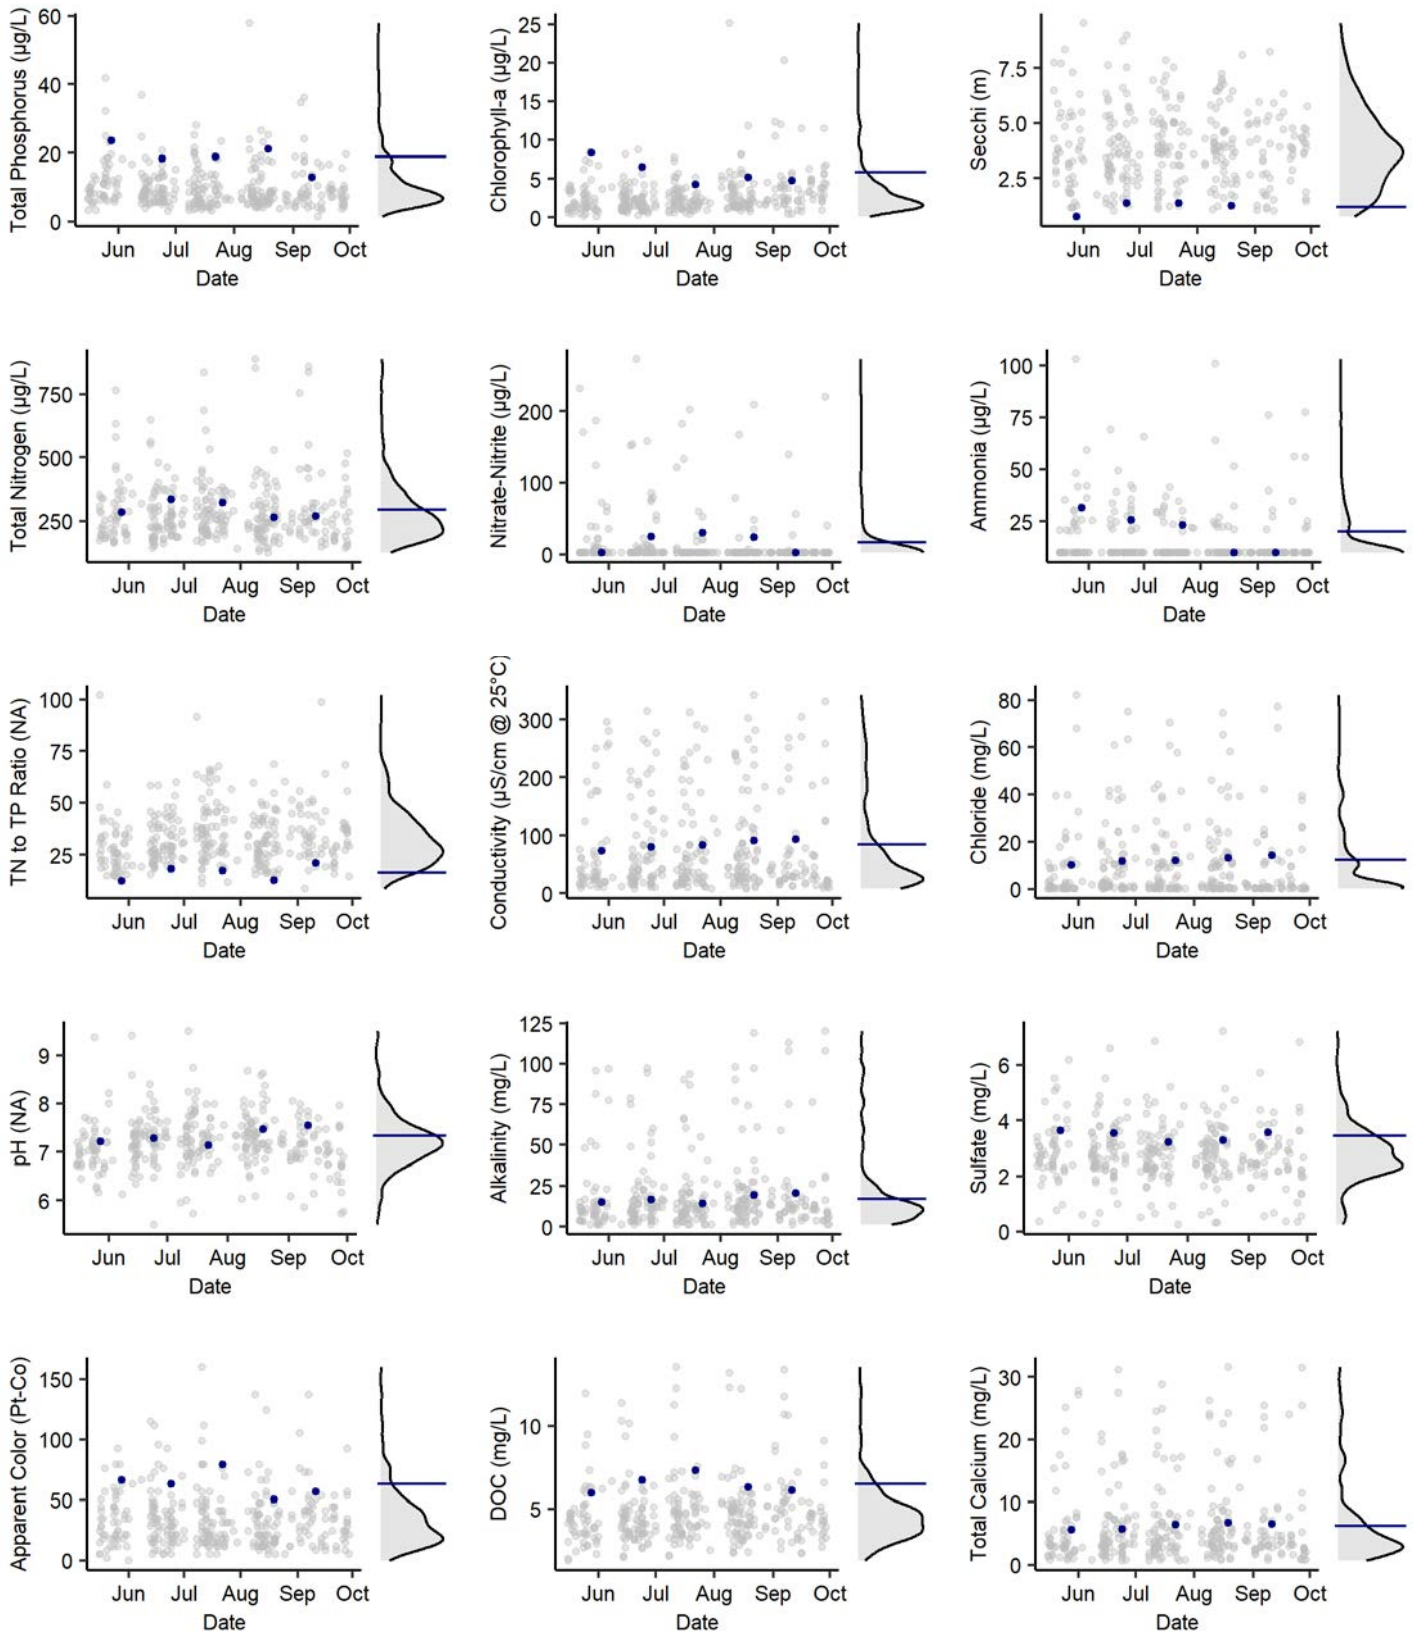 Total Phosphorus (µg/L)
60
40
20
0
Jun Jul Aug Sep Oct
Date
Chlorophyll-a (µg/L)
25
20
15
10
5
0
Jun Jul Aug Sep Oct
Date
Secchi (m)
7.5
5.0
2.5
Jun Jul Aug Sep Oct
Date
Total Nitrogen (µg/L)
750
500
250
Jun Jul Aug Sep Oct
Date
Nitrate-Nitrite (µg/L)
200
100
0
Jun Jul Aug Sep Oct
Date
Ammonia (µg/L)
100
75
50
25
Jun Jul Aug Sep Oct
Date
TN to TP Ratio (NA)
100
75
50
25
Jun Jul Aug Sep Oct
Date
Conductivity (µS/cm @ 25°C)
300
200
100
0
Jun Jul Aug Sep Oct
Date
Chloride (mg/L)
80
60
40
20
0
Jun Jul Aug Sep Oct
Date
pH (NA)
9
8
7
6
Jun Jul Aug Sep Oct
Date
Alkalinity (mg/L)
125
100
75
50
25
0
Jun Jul Aug Sep Oct
Date
Sulfate (mg/L)
6
4
2
0
Jun Jul Aug Sep Oct
Date
Apparent Color (Pt-Co)
150
100
50
0
Jun Jul Aug Sep Oct
Date
DOC (mg/L)
10
5
Jun Jul Aug Sep Oct
Date
Total Calcium (mg/L)
30
20
10
0
Jun Jul Aug Sep Oct
Date